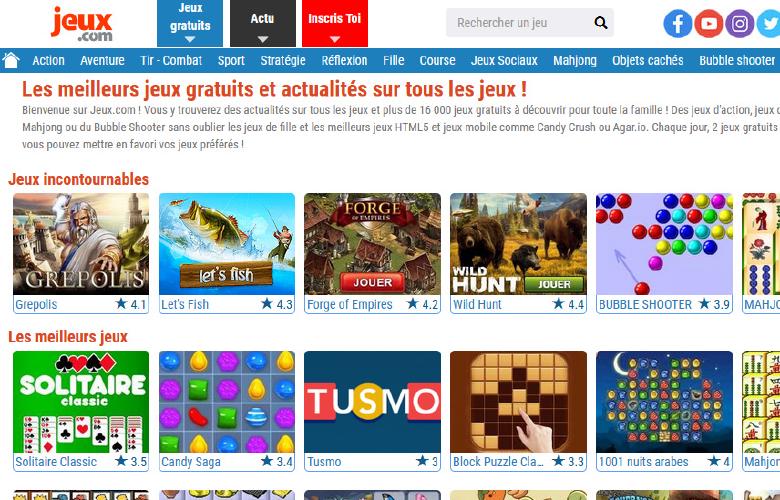 jeux
.com
Jeux
gratuits
Actu
Inscris Toi
Rechercher un jeu
Action Aventure Tir - Combat Sport Stratégie Réflexion Fille Course Jeux Sociaux Mahjong Objets cachés Bubble shooter
Les meilleurs jeux gratuits et actualités sur tous les jeux !
Bienvenue sur Jeux.com ! Vous y trouverez des actualités sur tous les jeux et plus de 16 000 jeux gratuits à découvrir pour toute la famille ! Des jeux d'action, jeux d
Mahjong ou du Bubble Shooter sans oublier les jeux de fille et les meilleurs jeux HTML5 et jeux mobile comme Candy Crush ou Agar.io. Chaque jour, 2 jeux gratuits
vous pouvez mettre en favori vos jeux préférés !
Jeux incontournables
GREPOLIS
let's fish
FORGE
OF EMPIRES
JOUER
WILD
HUNT
JOUER
Grepolis 4.1
Let's Fish 4.3
Forge of Empires 4.2
Wild Hunt 4.4
BUBBLE SHOOTER 3.9
MAHJO
Les meilleurs jeux
SOLITAIRE
classic
TUSMO
Solitaire Classic 3.5
Candy Saga 3.4
Tusmo 3
Block Puzzle Cla... 3.3
1001 nuits arabes 4
Mahjon